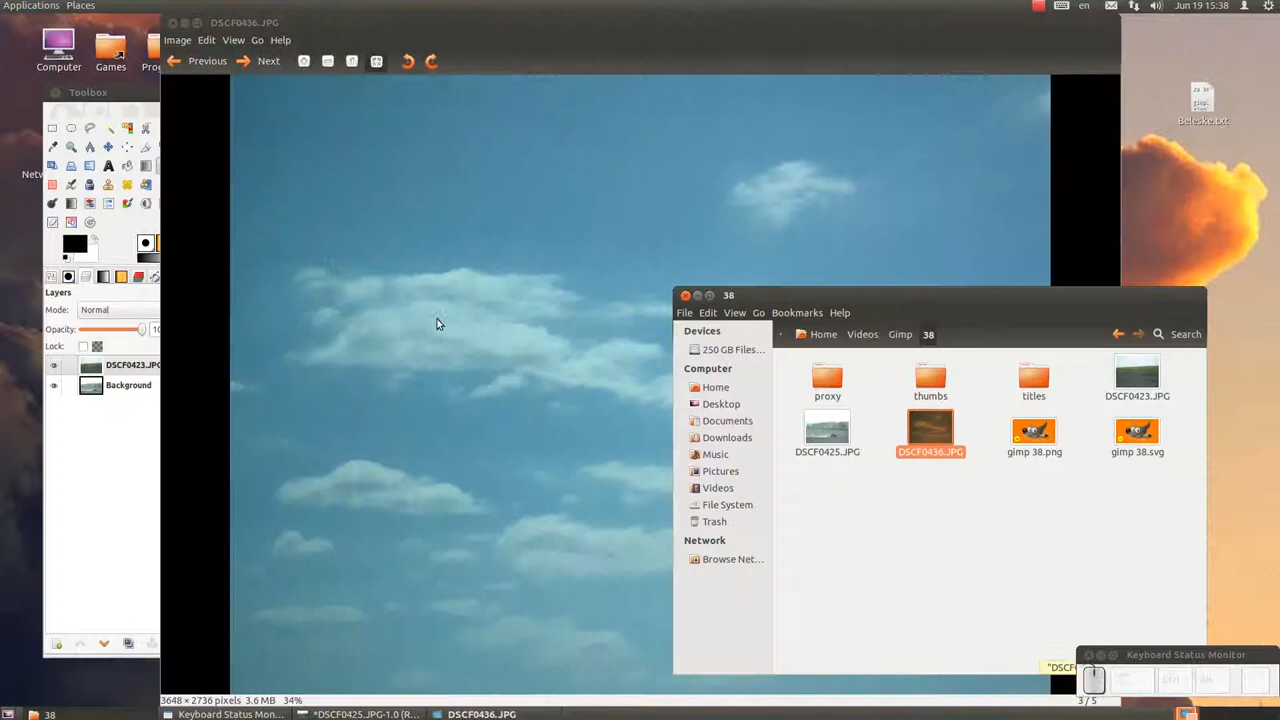 Applications Places
en
Jun 19 15:38
DSCF0436.JPG
Image Edit View Go Help
Previous Next
Computer
Games
Toolbox
Beleske.txt
Layers
Mode: Normal
Opacity:
Lock:
DSCF0423.JPG
Background
38
File Edit View Go Bookmarks Help
Devices
250 GB Files...
Computer
Home
Desktop
Documents
Downloads
Music
Pictures
Videos
File System
Trash
Network
Browse Net...
Home Videos Gimp 38 Search
proxy
thumbs
titles
DSCF0423.JPG
DSCF0425.JPG
DSCF0436.JPG
gimp 38.png
gimp 38.svg
Keyboard Status Monitor
3648 × 2736 pixels 3.6 MB 34%
3 / 5
38
Keyboard Status Mon...
*DSCF0425.JPG-1.0 (R...
DSCF0436.JPG